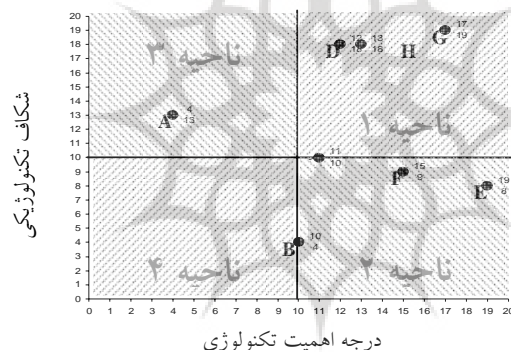 شکاف تکنولوژیکی
20
19
18
17
16
15
14
13
12
11
10
9
8
7
6
5
4
3
2
1
0
ناحیه ۳
ناحیه ۱
ناحیه ۴
ناحیه ۲
D
12
18
13
18
H
G
17
19
A
4
13
11
10
F
15
9
E
19
8
B
10
4
0 1 2 3 4 5 6 7 8 9 10 11 12 13 14 15 16 17 18 19 20
درجه اهمیت تکنولوژی